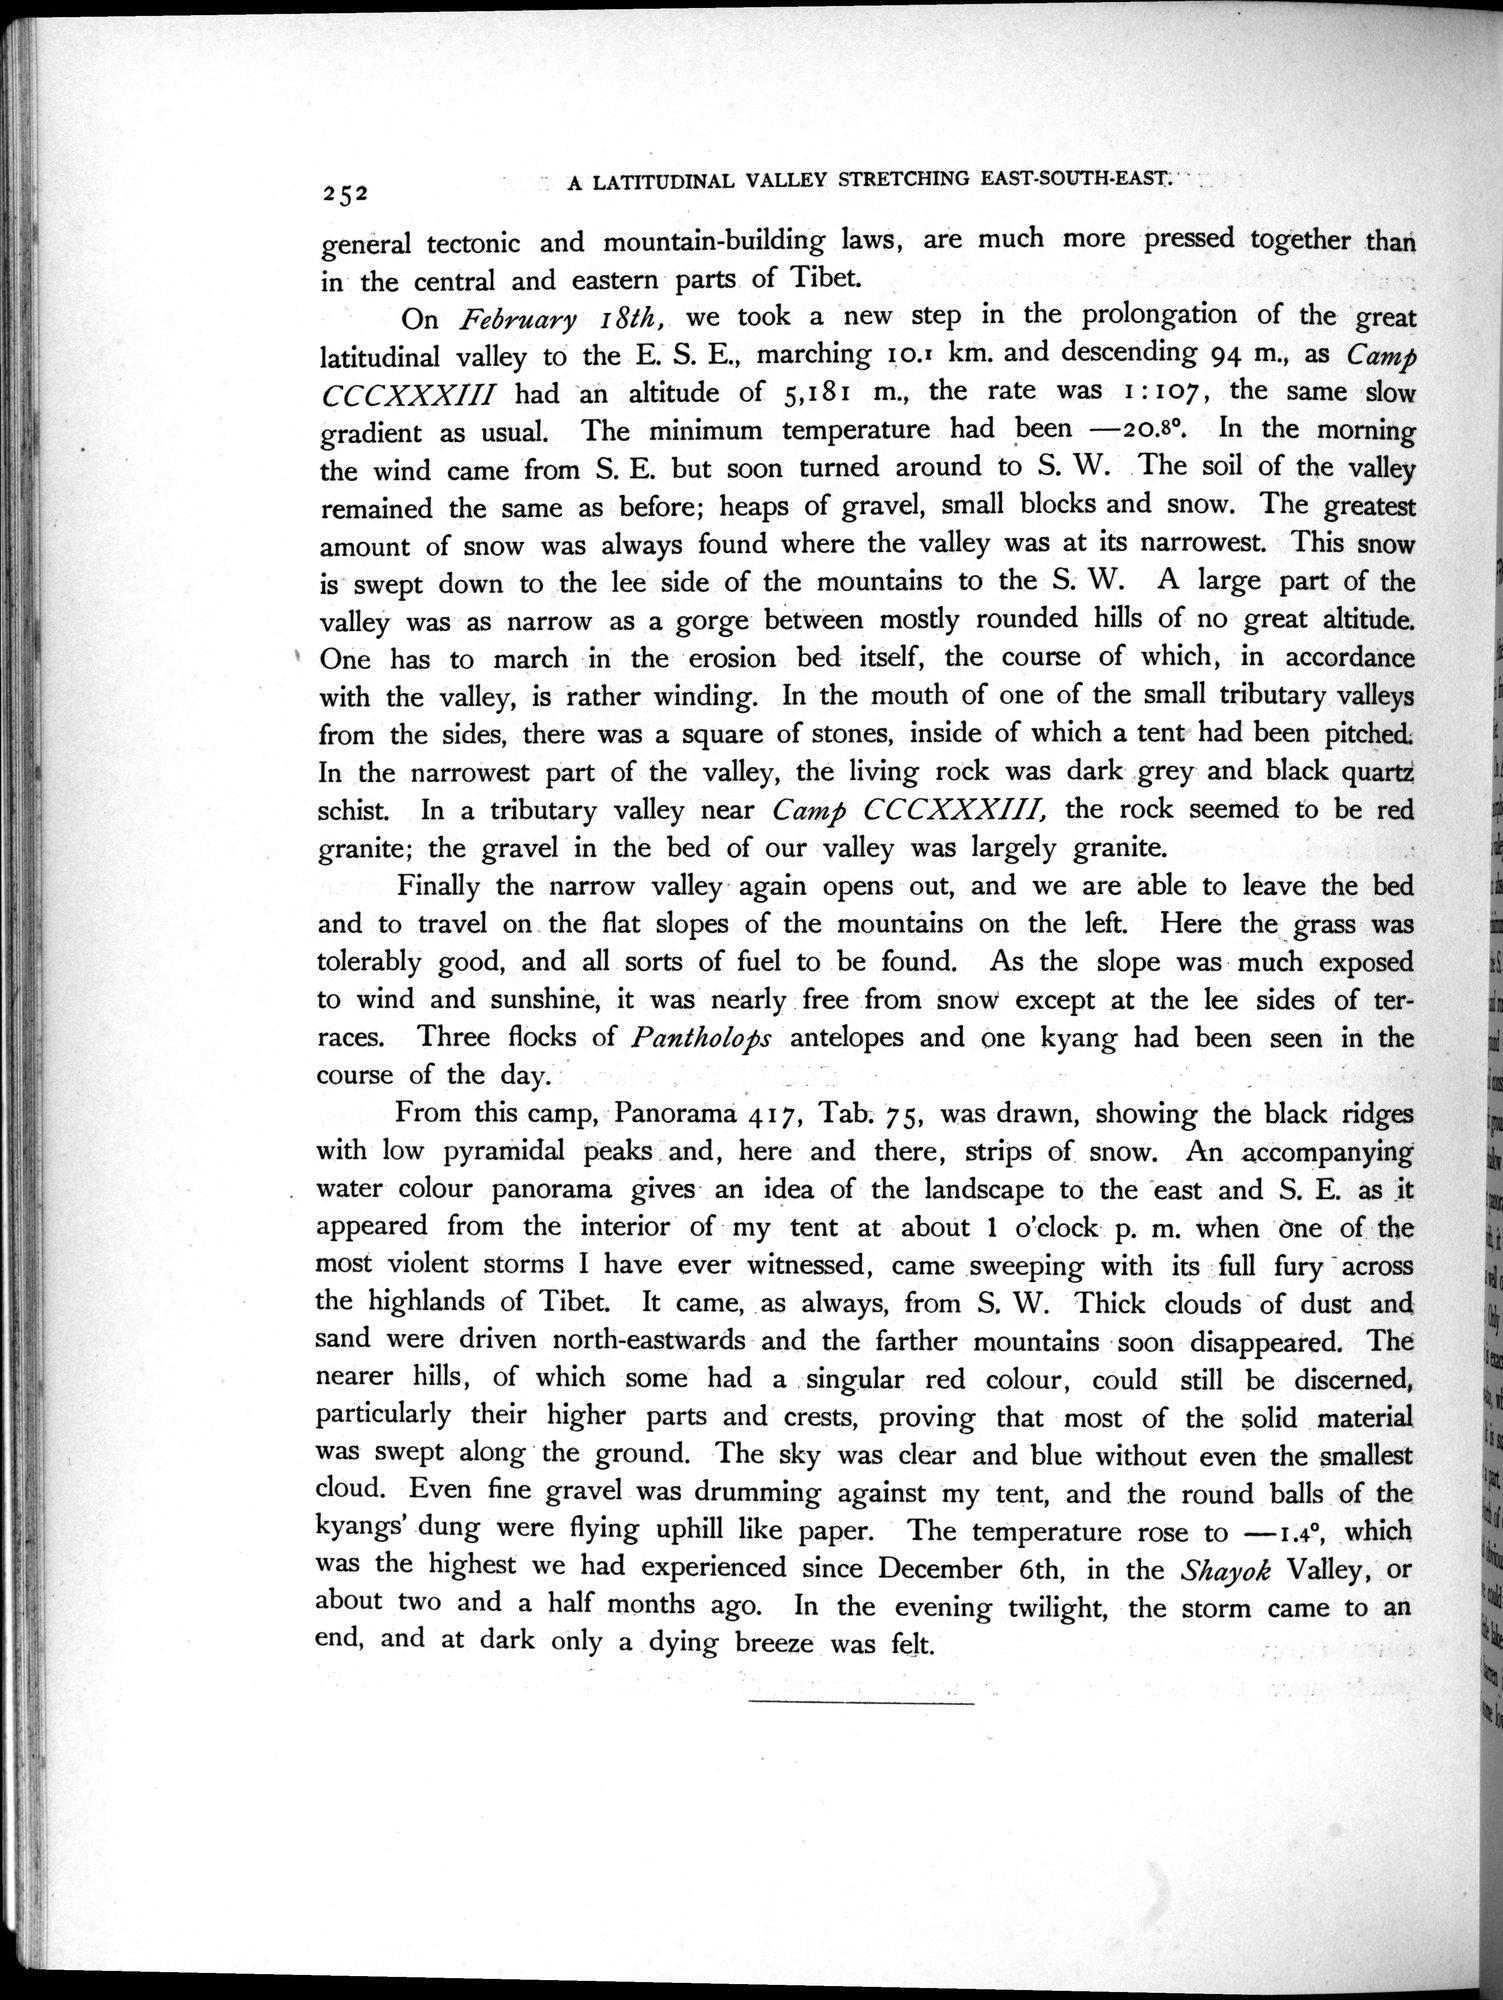 252
A LATITUDINAL VALLEY STRETCHING EAST-SOUTH-EAST.
general tectonic and mountain-building laws, are much more pressed together than
in the central and eastern parts of Tibet.
On February 18th, we took a new step in the prolongation of the great
latitudinal valley to the E. S. E., marching 10.1 km. and descending 94 m., as Camp
CCCXXXIII had an altitude of 5,181 m., the rate was 1 : 107, the same slow
gradient as usual. The minimum temperature had been —20.8°. In the morning
the wind came from S. E. but soon turned around to S. W. The soil of the valley
remained the same as before; heaps of gravel, small blocks and snow. The greatest
amount of snow was always found where the valley was at its narrowest. This snow
is swept down to the lee side of the mountains to the S. W. A large part of the
valley was as narrow as a gorge between mostly rounded hills of no great altitude.
One has to march in the erosion bed itself, the course of which, in accordance
with the valley, is rather winding. In the mouth of one of the small tributary valleys
from the sides, there was a square of stones, inside of which a tent had been pitched.
In the narrowest part of the valley, the living rock was dark grey and black quartz
schist. In a tributary valley near Camp CCCXXXIII, the rock seemed to be red
granite; the gravel in the bed of our valley was largely granite.
Finally the narrow valley again opens out, and we are able to leave the bed
and to travel on the flat slopes of the mountains on the left. Here the grass was
tolerably good, and all sorts of fuel to be found. As the slope was much exposed
to wind and sunshine, it was nearly free from snow except at the lee sides of ter-
races. Three flocks of Pantholops antelopes and one kyang had been seen in the
course of the day.
From this camp, Panorama 417, Tab. 75, was drawn, showing the black ridges
with low pyramidal peaks and, here and there, strips of snow. An accompanying
water colour panorama gives an idea of the landscape to the east and S. E. as it
appeared from the interior of my tent at about 1 o'clock p. m. when one of the
most violent storms I have ever witnessed, came sweeping with its full fury across
the highlands of Tibet. It came, as always, from S. W. Thick clouds of dust and
sand were driven north-eastwards and the farther mountains soon disappeared. The
nearer hills, of which some had a singular red colour, could still be discerned,
particularly their higher parts and crests, proving that most of the solid material
was swept along the ground. The sky was clear and blue without even the smallest
cloud. Even fine gravel was drumming against my tent, and the round balls of the
kyangs' dung were flying uphill like paper. The temperature rose to —1.4°, which
was the highest we had experienced since December 6th, in the Shayok Valley, or
about two and a half months ago. In the evening twilight, the storm came to an
end, and at dark only a dying breeze was felt.